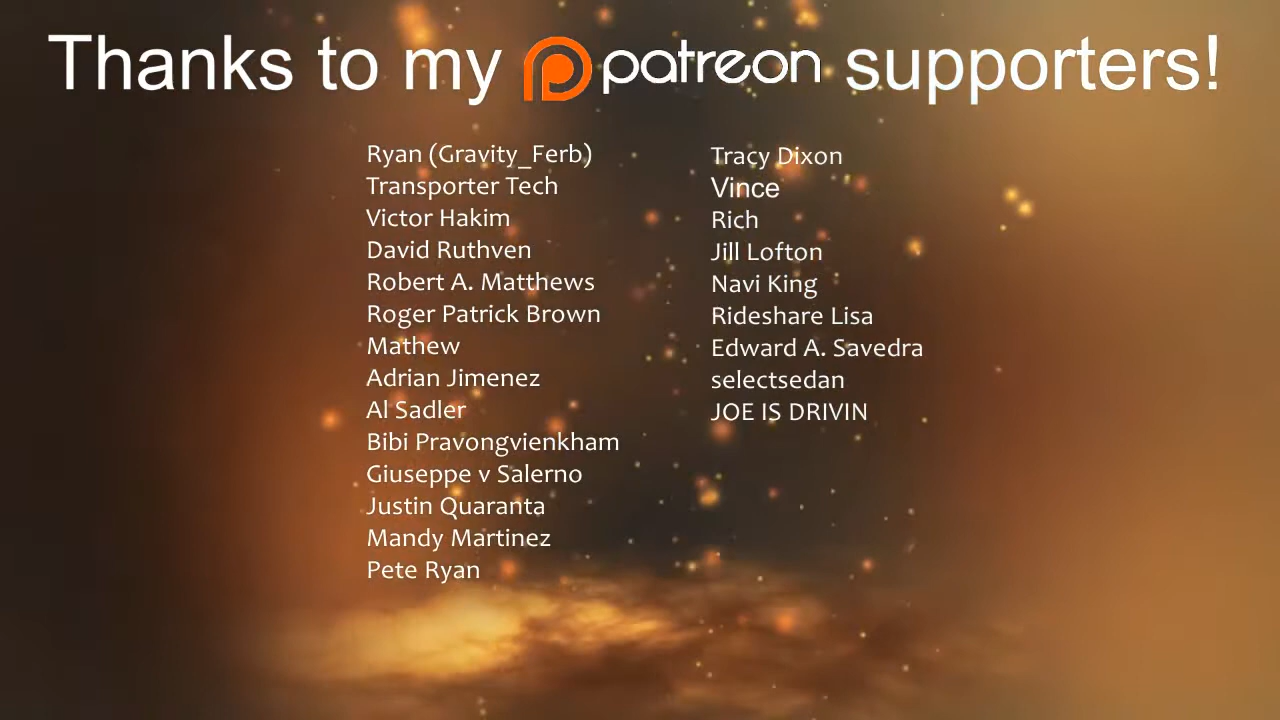 Thanks to my patreon supporters!
Ryan (Gravity_Ferb)
Transporter Tech
Victor Hakim
David Ruthven
Robert A. Matthews
Roger Patrick Brown
Mathew
Adrian Jimenez
Al Sadler
Bibi Pravongvienkham
Giuseppe v Salerno
Justin Quaranta
Mandy Martinez
Pete Ryan
Tracy Dixon
Vince
Rich
Jill Lofton
Navi King
Rideshare Lisa
Edward A. Savedra
selectsedan
JOE IS DRIVIN